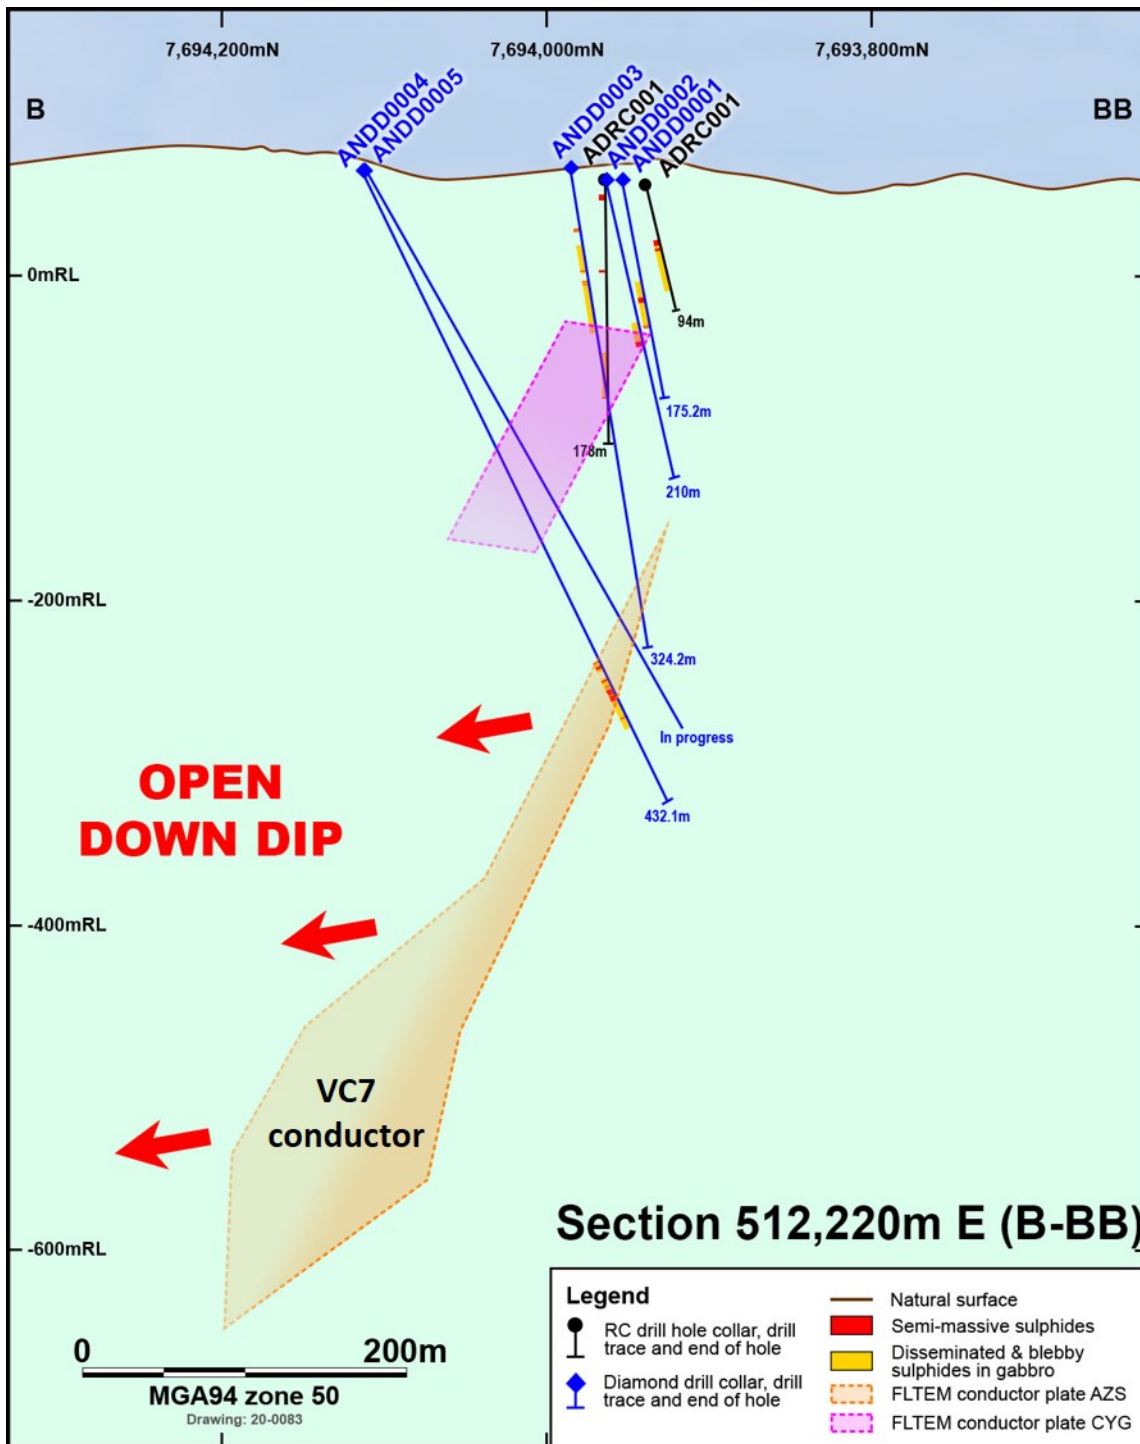 7,694,200mN
7,694,000mN
7,693,800mN
B
BB
ANDD0004
ANDD0005
ANDD0003
ADRC001
ANDD0002
ANDD0001
ADRC001
0mRL
94m
175.2m
178m
210m
-200mRL
324.2m
In progress
OPEN
DOWN DIP
432.1m
-400mRL
VC7
conductor
-600mRL
Section 512,220m E (B-BB)
Legend
RC drill hole collar, drill
trace and end of hole
Diamond drill collar, drill
trace and end of hole
Natural surface
Semi-massive sulphides
Disseminated & blebby
sulphides in gabbro
FLTEM conductor plate AZS
FLTEM conductor plate CYG
0 200m
MGA94 zone 50
Drawing: 20-0083